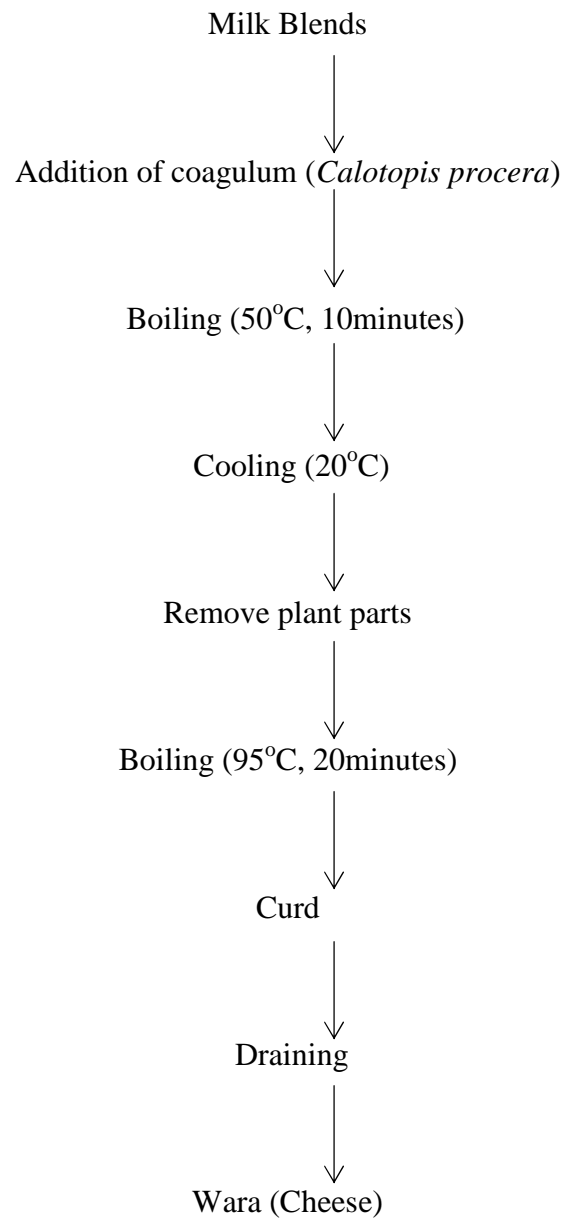 Milk Blends
Addition of coagulum (Calotopis procera)
Boiling (50°C, 10minutes)
Cooling (20°C)
Remove plant parts
Boiling (95°C, 20minutes)
Curd
Draining
Wara (Cheese)